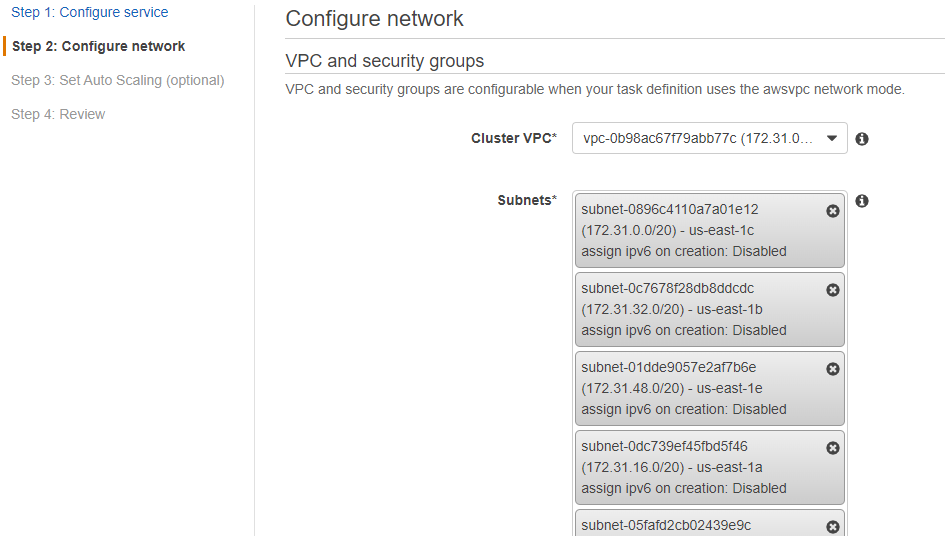 Step 1: Configure service
Step 2: Configure network
Step 3: Set Auto Scaling (optional)
Step 4: Review
Configure network
VPC and security groups
VPC and security groups are configurable when your task definition uses the awsvpc network mode.
Cluster VPC*
vpc-0b98ac67f79abb77c (172.31.0…
Subnets*
subnet-0896c4110a7a01e12
(172.31.0.0/20) - us-east-1c
assign ipv6 on creation: Disabled
subnet-0c7678f28db8ddcdc
(172.31.32.0/20) - us-east-1b
assign ipv6 on creation: Disabled
subnet-01dde9057e2af7b6e
(172.31.48.0/20) - us-east-1e
assign ipv6 on creation: Disabled
subnet-0dc739ef45fbd5f46
(172.31.16.0/20) - us-east-1a
assign ipv6 on creation: Disabled
subnet-05fafd2cb02439e9c